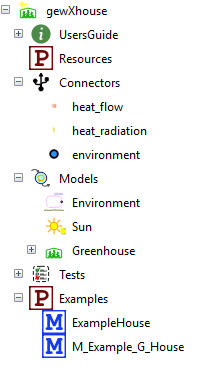 gewXhouse
i UsersGuide
P Resources
Connectors
heat_flow
heat_radiation
environment
Models
Environment
Sun
Greenhouse
Tests
P Examples
M ExampleHouse
M M_Example_G_House